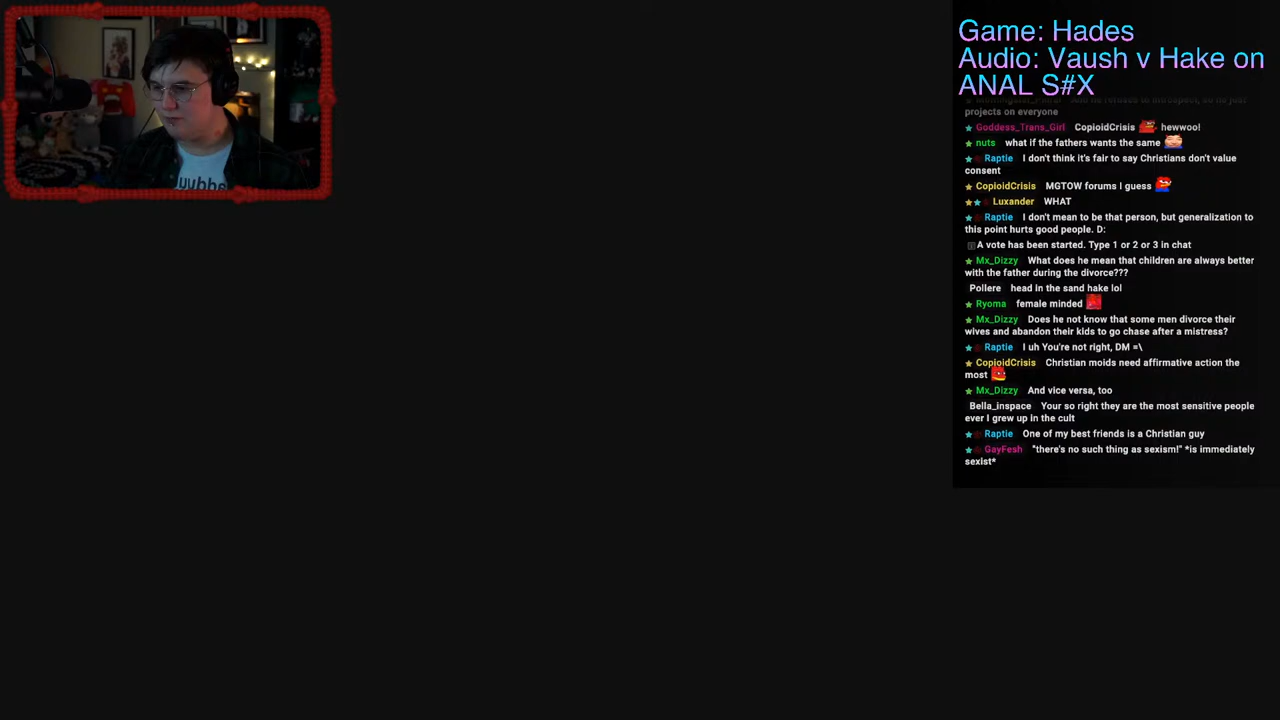 Game: Hades
Audio: Vaush v Hake on
ANAL S#X
projects on everyone
Goddess_Trans_Girl CopioidCrisis hewwoo!
nuts what if the fathers wants the same
Raptie I don't think it's fair to say Christians don't value
consent
CopioidCrisis MGTOW forums I guess
Luxander WHAT
Raptie I don't mean to be that person, but generalization to
this point hurts good people. D:
A vote has been started. Type 1 or 2 or 3 in chat
Mx_Dizzy What does he mean that children are always better
with the father during the divorce???
Pollere head in the sand hake lol
Ryoma female minded
Mx_Dizzy Does he not know that some men divorce their
wives and abandon their kids to go chase after a mistress?
Raptie I uh You're not right, DM =\
CopioidCrisis Christian moids need affirmative action the
most
Mx_Dizzy And vice versa, too
Bella_inspace Your so right they are the most sensitive people
ever I grew up in the cult
Raptie One of my best friends is a Christian guy
GayFesh "there's no such thing as sexism!" *is immediately
sexist*